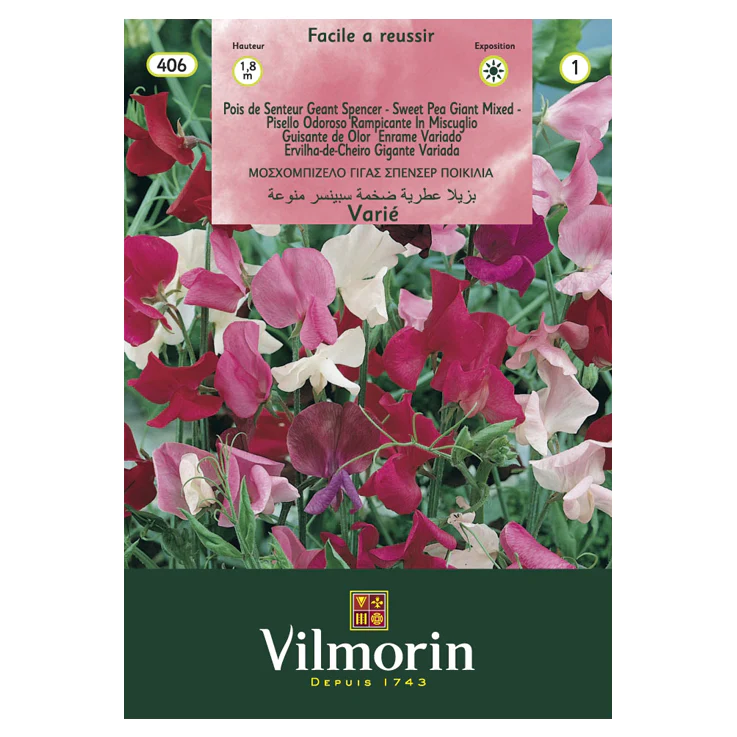 Facile a reussir
Hauteur
Exposition
406
1,8
m
1
Pois de Senteur Geant Spencer - Sweet Pea Giant Mixed -
Pisello Odoroso Rampicante In Miscuglio
Guisante de Olor 'Enrame Variado'
Ervilha-de-Cheiro Gigante Variada
ΜΟΣΧΟΜΠΙΖΕΛΟ ΓΙΓΑΣ ΣΠΕΝΣΕΡ ΠΟΙΚΙΛΙΑ
بزيلا عطرية ضخمة سبينسر منوعة
Varié
Vilmorin
DEPUIS 1743